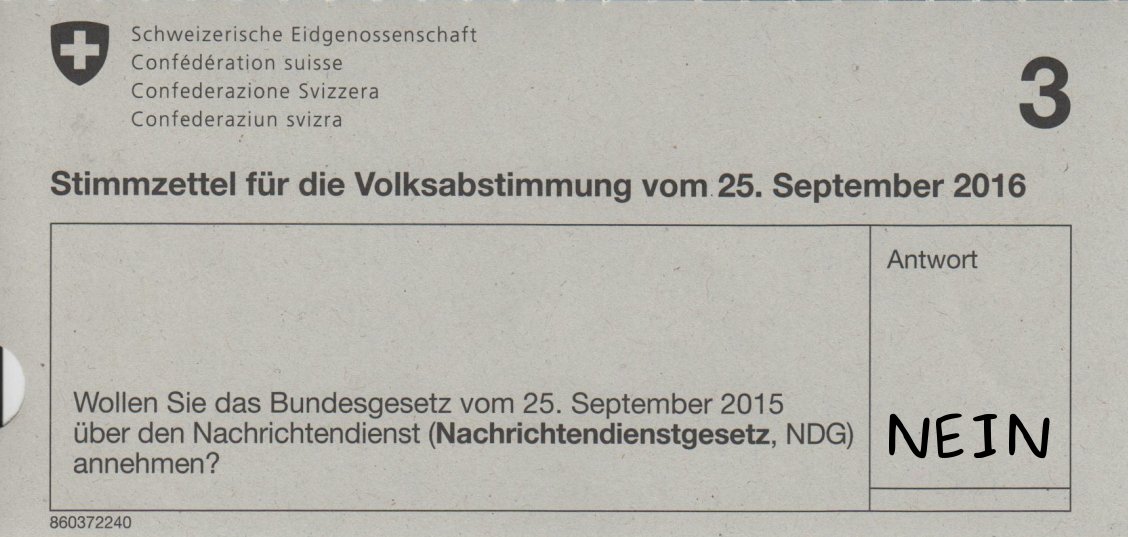 Schweizerische Eidgenossenschaft
Confédération suisse
Confederazione Svizzera
Confederaziun svizra
3
Stimmzettel für die Volksabstimmung vom 25. September 2016
Antwort
Wollen Sie das Bundesgesetz vom 25. September 2015
über den Nachrichtendienst (Nachrichtendienstgesetz, NDG)
annehmen?
NEIN
860372240